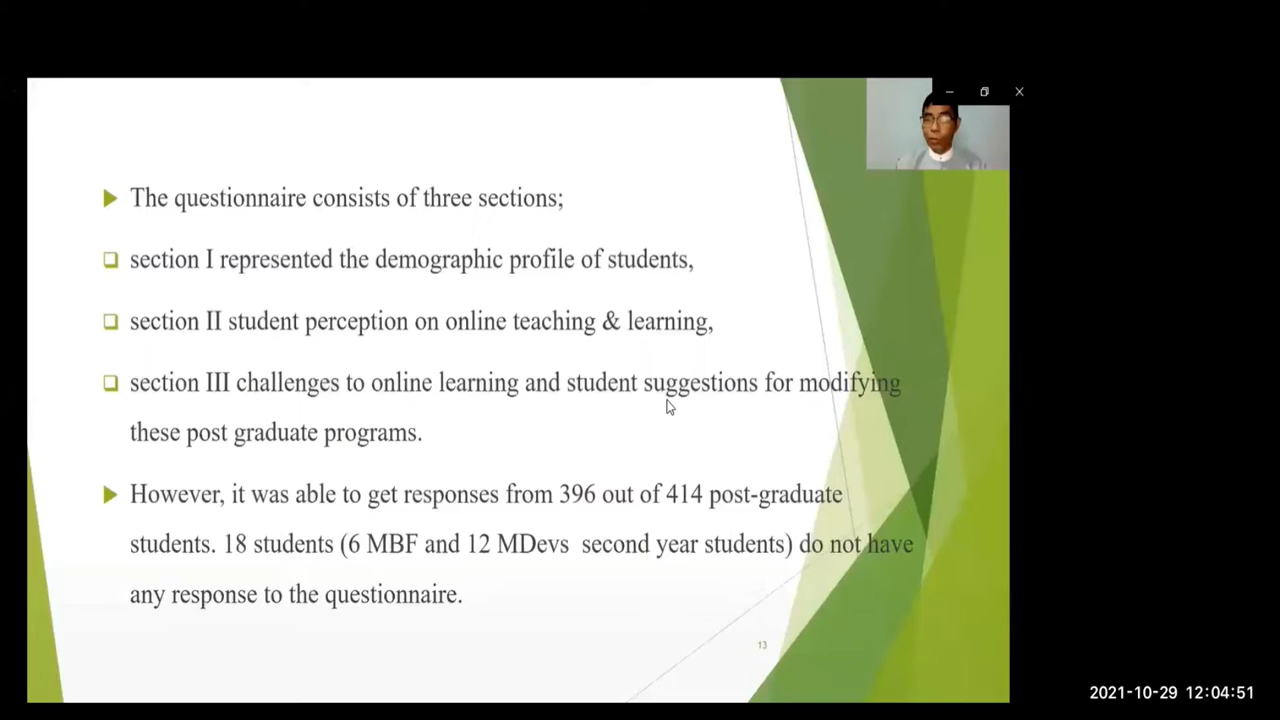 The questionnaire consists of three sections;
section I represented the demographic profile of students,
section II student perception on online teaching & learning,
section III challenges to online learning and student suggestions for modifying
these post graduate programs.
However, it was able to get responses from 396 out of 414 post-graduate
students. 18 students (6 MBF and 12 MDevs second year students) do not have
any response to the questionnaire.
13
2021-10-29 12:04:51